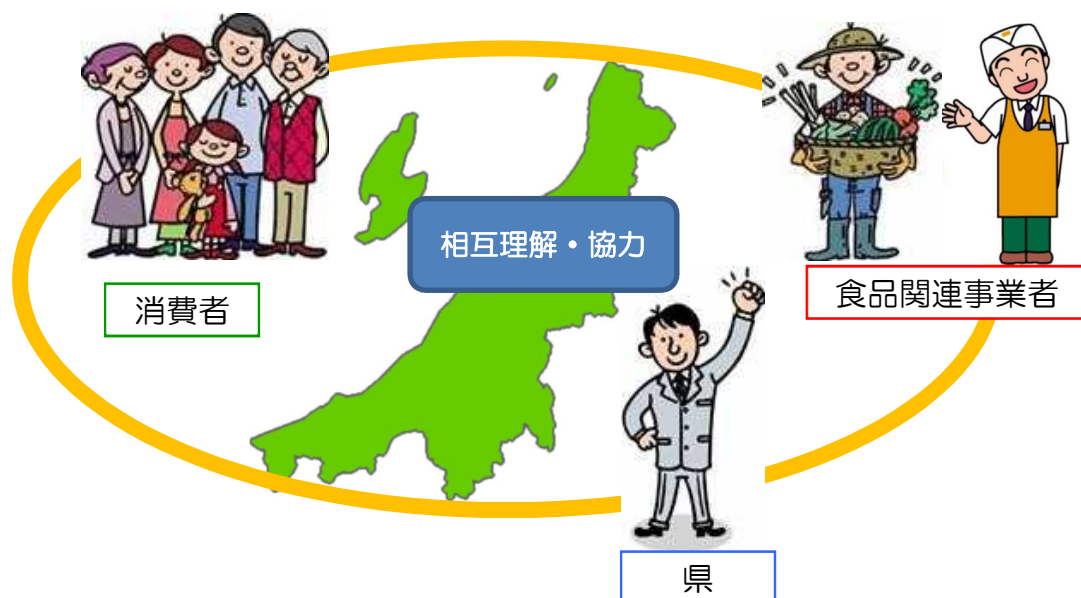 相互理解・協力
消費者
食品関連事業者
県